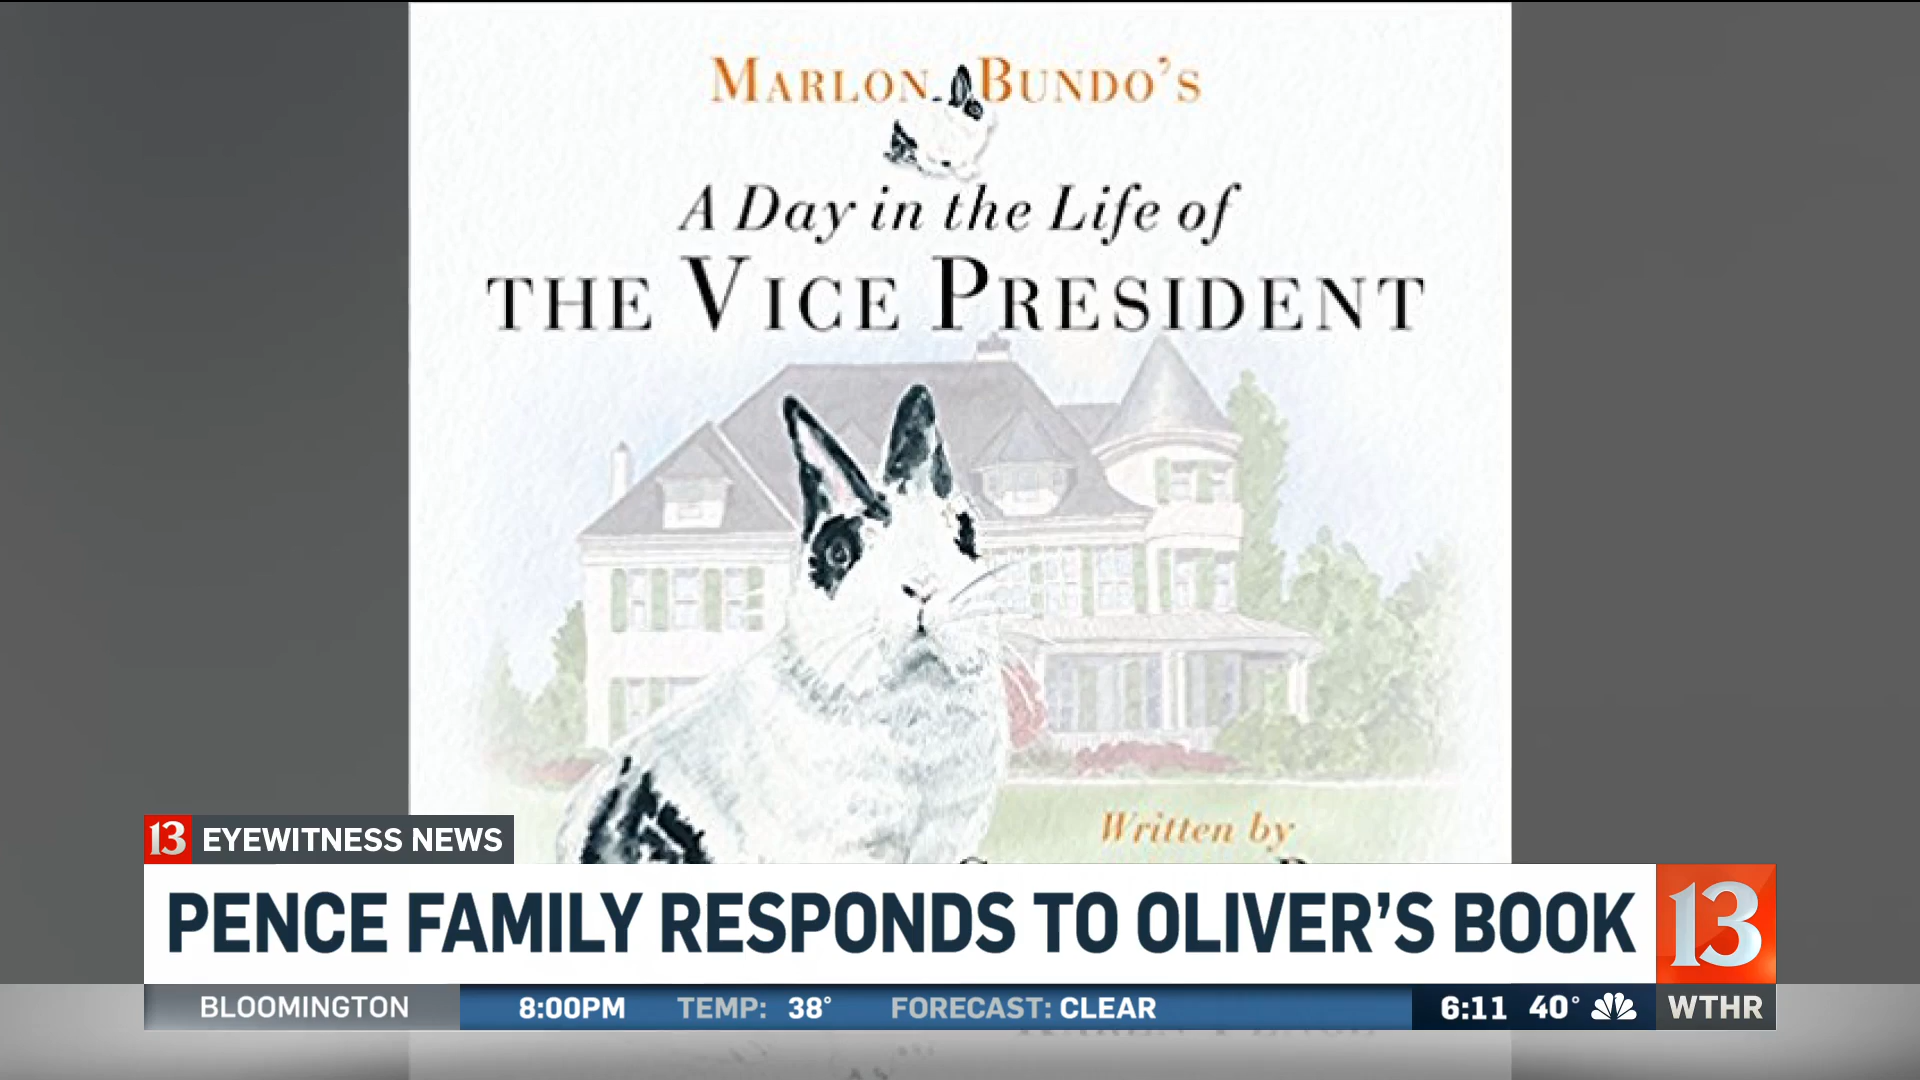 MARLON BUNDO'S
A Day in the Life of
THE VICE PRESIDENT
Written by
13 EYEWITNESS NEWS
PENCE FAMILY RESPONDS TO OLIVER'S BOOK
13
BLOOMINGTON 8:00PM TEMP: 38° FORECAST: CLEAR 6:11 40° WTHR